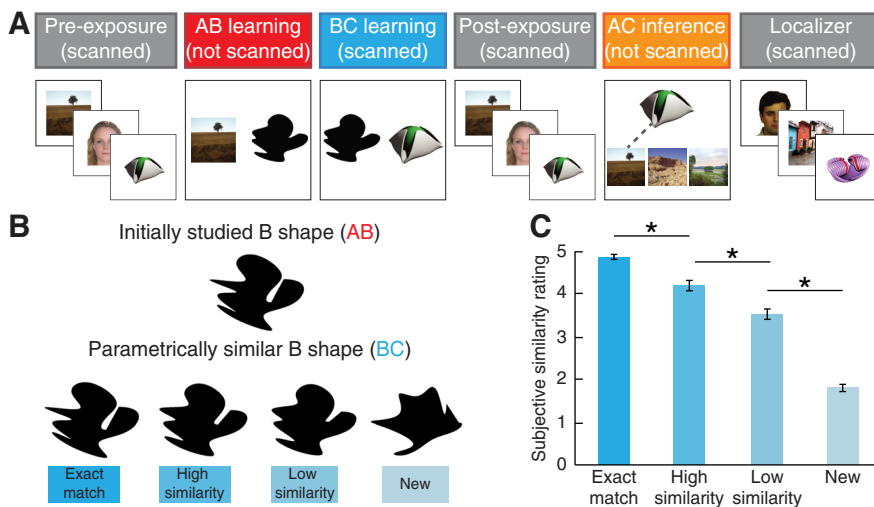 A
Pre-exposure
(scanned)
AB learning
(not scanned)
BC learning
(scanned)
Post-exposure
(scanned)
AC inference
(not scanned)
Localizer
(scanned)
B
Initially studied B shape (AB)
Parametrically similar B shape (BC)
Exact
match
High
similarity
Low
similarity
New
C
Subjective similarity rating
5
4
3
2
1
0
*
*
*
Exact
match
High
similarity
Low
similarity
New